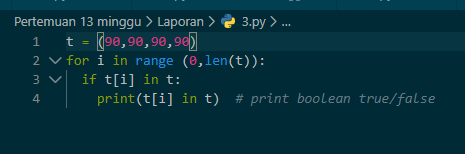 Pertemuan 13 minggu > Laporan > 3.py > ...
1 t = (90,90,90,90)
2 for i in range (0,len(t)):
3 if t[i] in t:
4 print(t[i] in t) # print boolean true/false